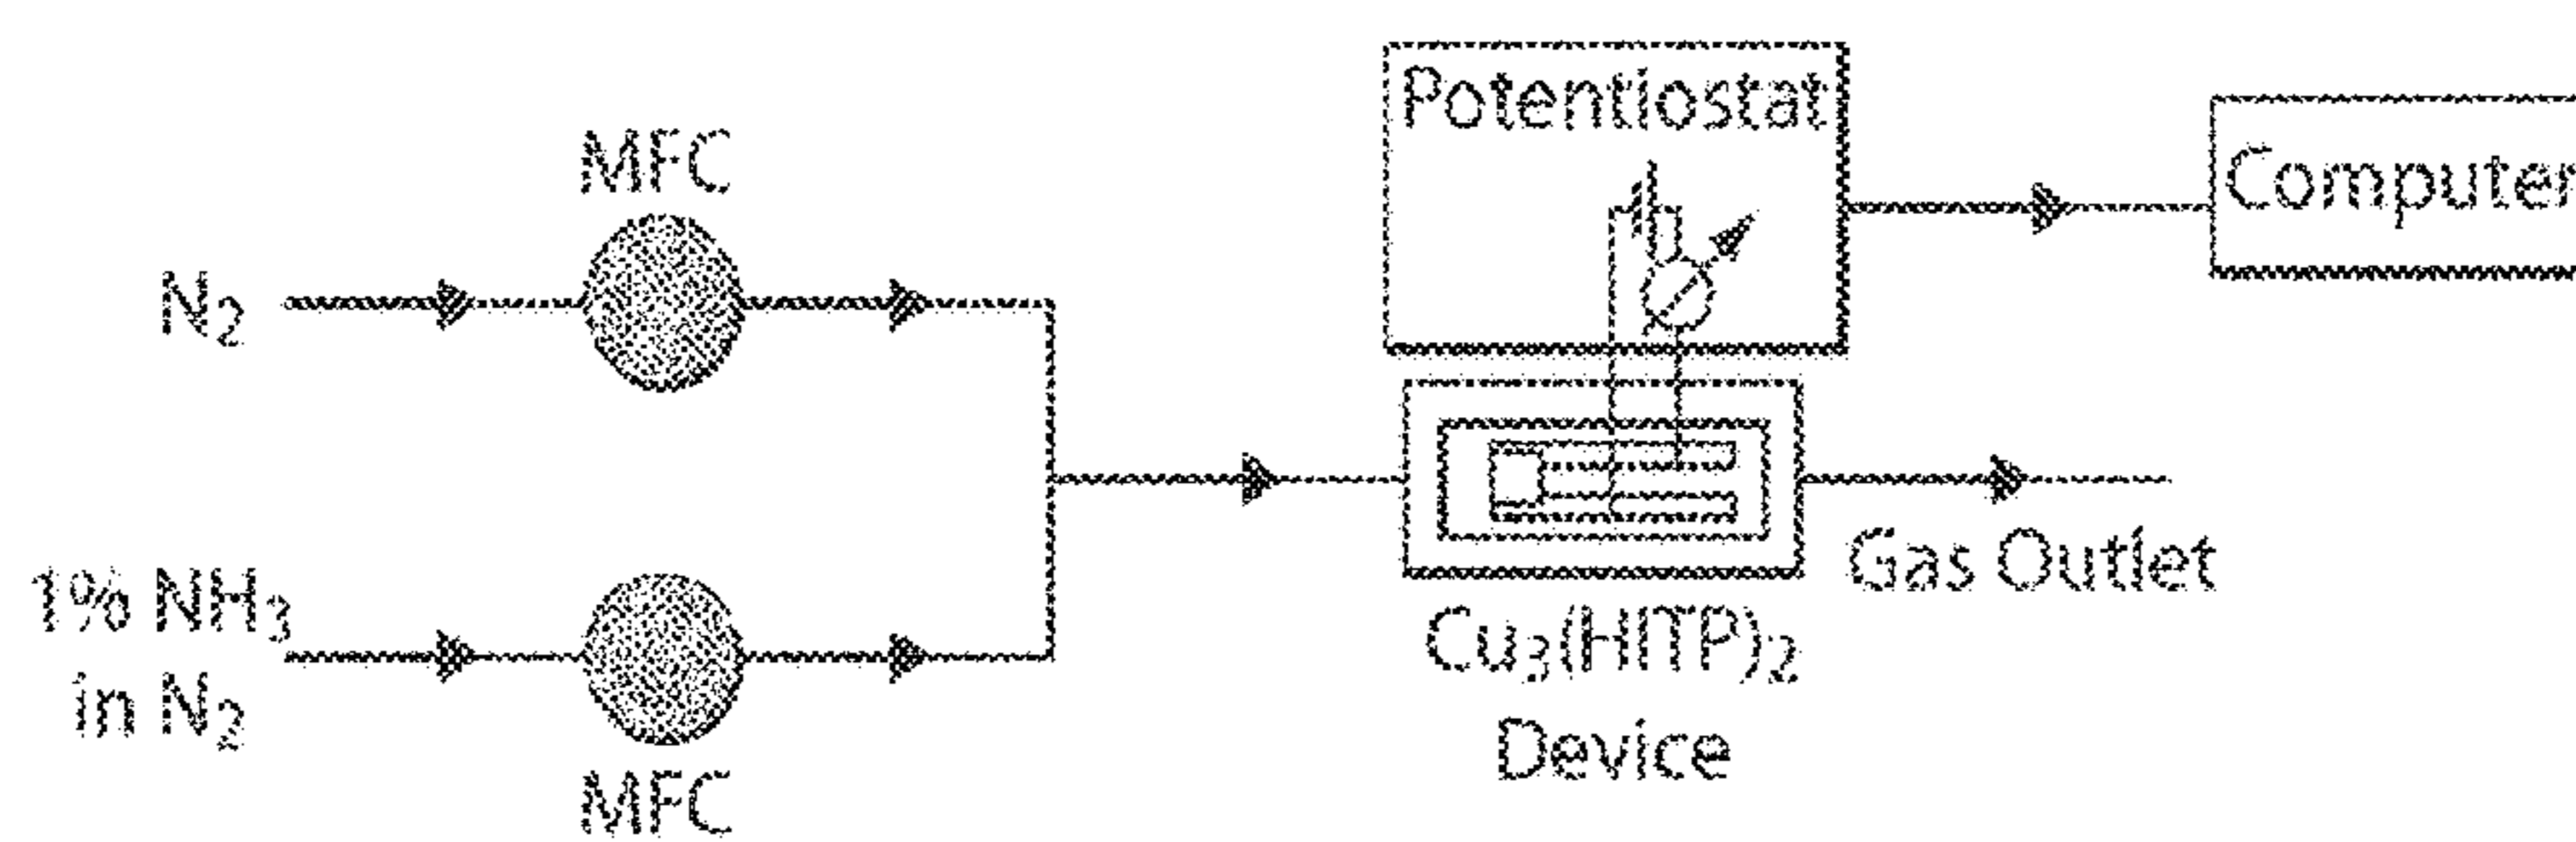 MFC
N₂
1% NH₃
in N₂
MFC
Potentiostat
Computer
Cu₃(HITP)₂
Device
Gas Outlet